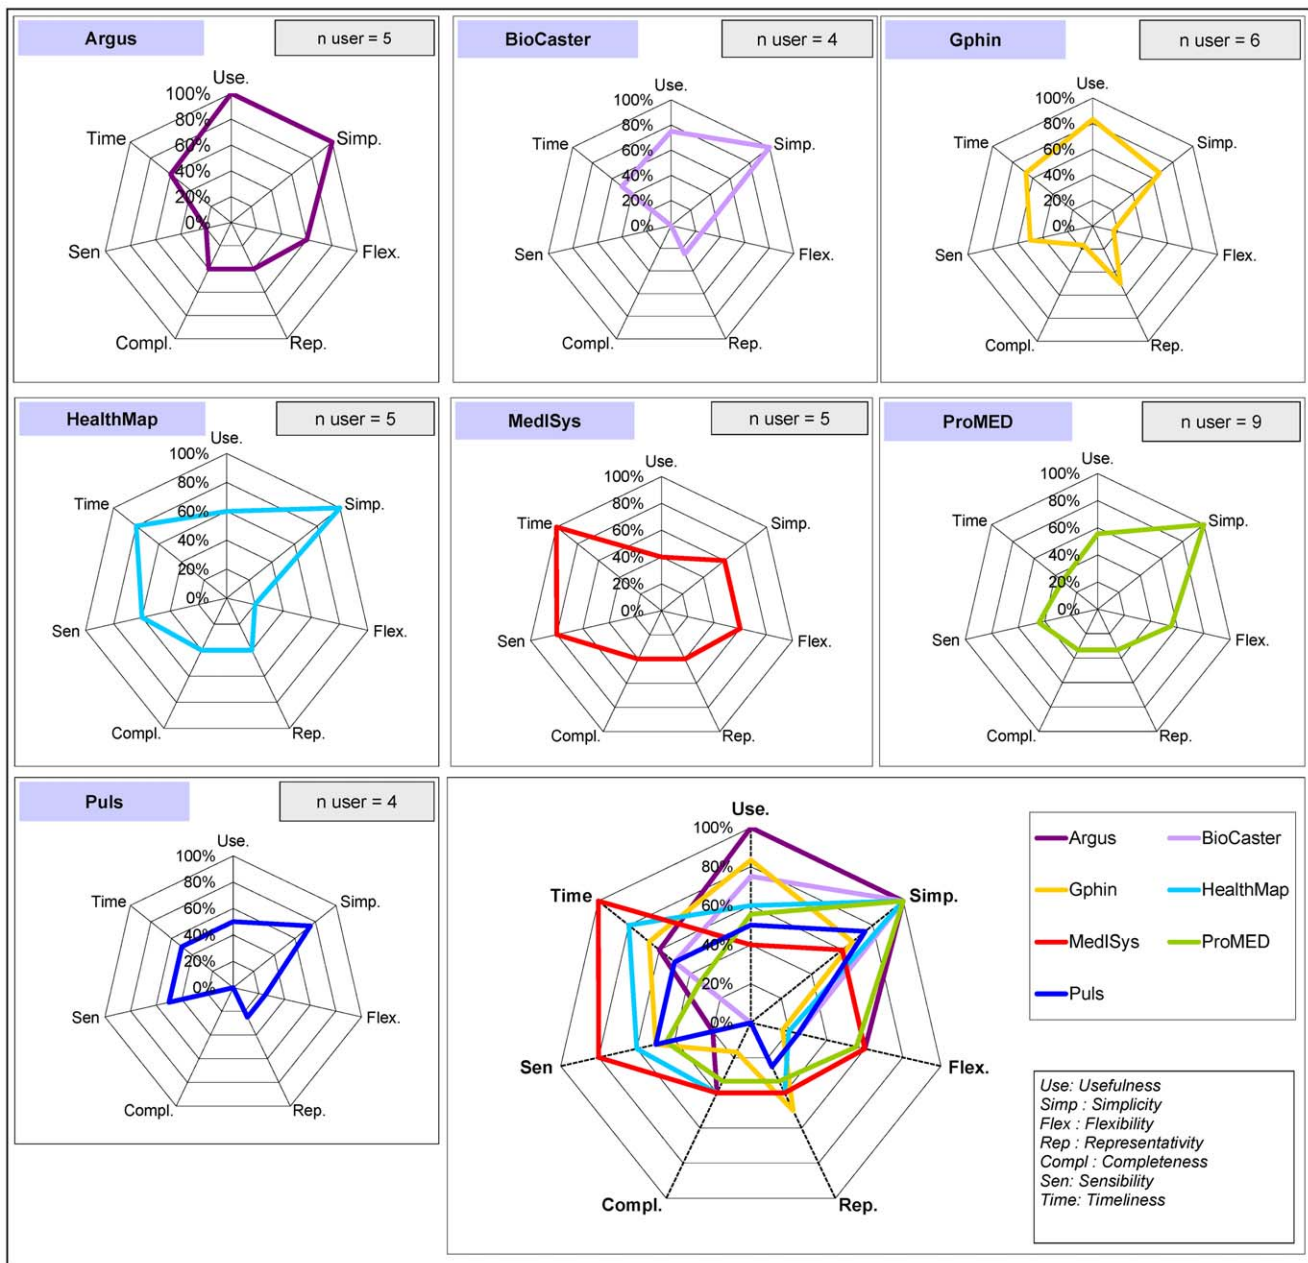 Argus
n user = 5
Use.
100%
80%
60%
40%
20%
0%
Time
Simp.
Sen
Flex.
Compl.
Rep.
BioCaster
n user = 4
Use.
100%
80%
60%
40%
20%
0%
Time
Simp.
Sen
Flex.
Compl.
Rep.
Gphin
n user = 6
Use.
100%
80%
60%
40%
20%
0%
Time
Simp.
Sen
Flex.
Compl.
Rep.
HealthMap
n user = 5
Use.
100%
80%
60%
40%
20%
0%
Time
Simp.
Sen
Flex.
Compl.
Rep.
MedISys
n user = 5
Use.
100%
80%
60%
40%
20%
0%
Time
Simp.
Sen
Flex.
Compl.
Rep.
ProMED
n user = 9
Use.
100%
80%
60%
40%
20%
0%
Time
Simp.
Sen
Flex.
Compl.
Rep.
Puls
n user = 4
Use.
100%
80%
60%
40%
20%
0%
Time
Simp.
Sen
Flex.
Compl.
Rep.
Use.
100%
80%
60%
40%
20%
0%
Time
Simp.
Sen
Flex.
Compl.
Rep.
Argus
BioCaster
Gphin
HealthMap
MedISys
ProMED
Puls
Use: Usefulness
Simp : Simplicity
Flex : Flexibility
Rep : Representativity
Compl : Completeness
Sen: Sensibility
Time: Timeliness